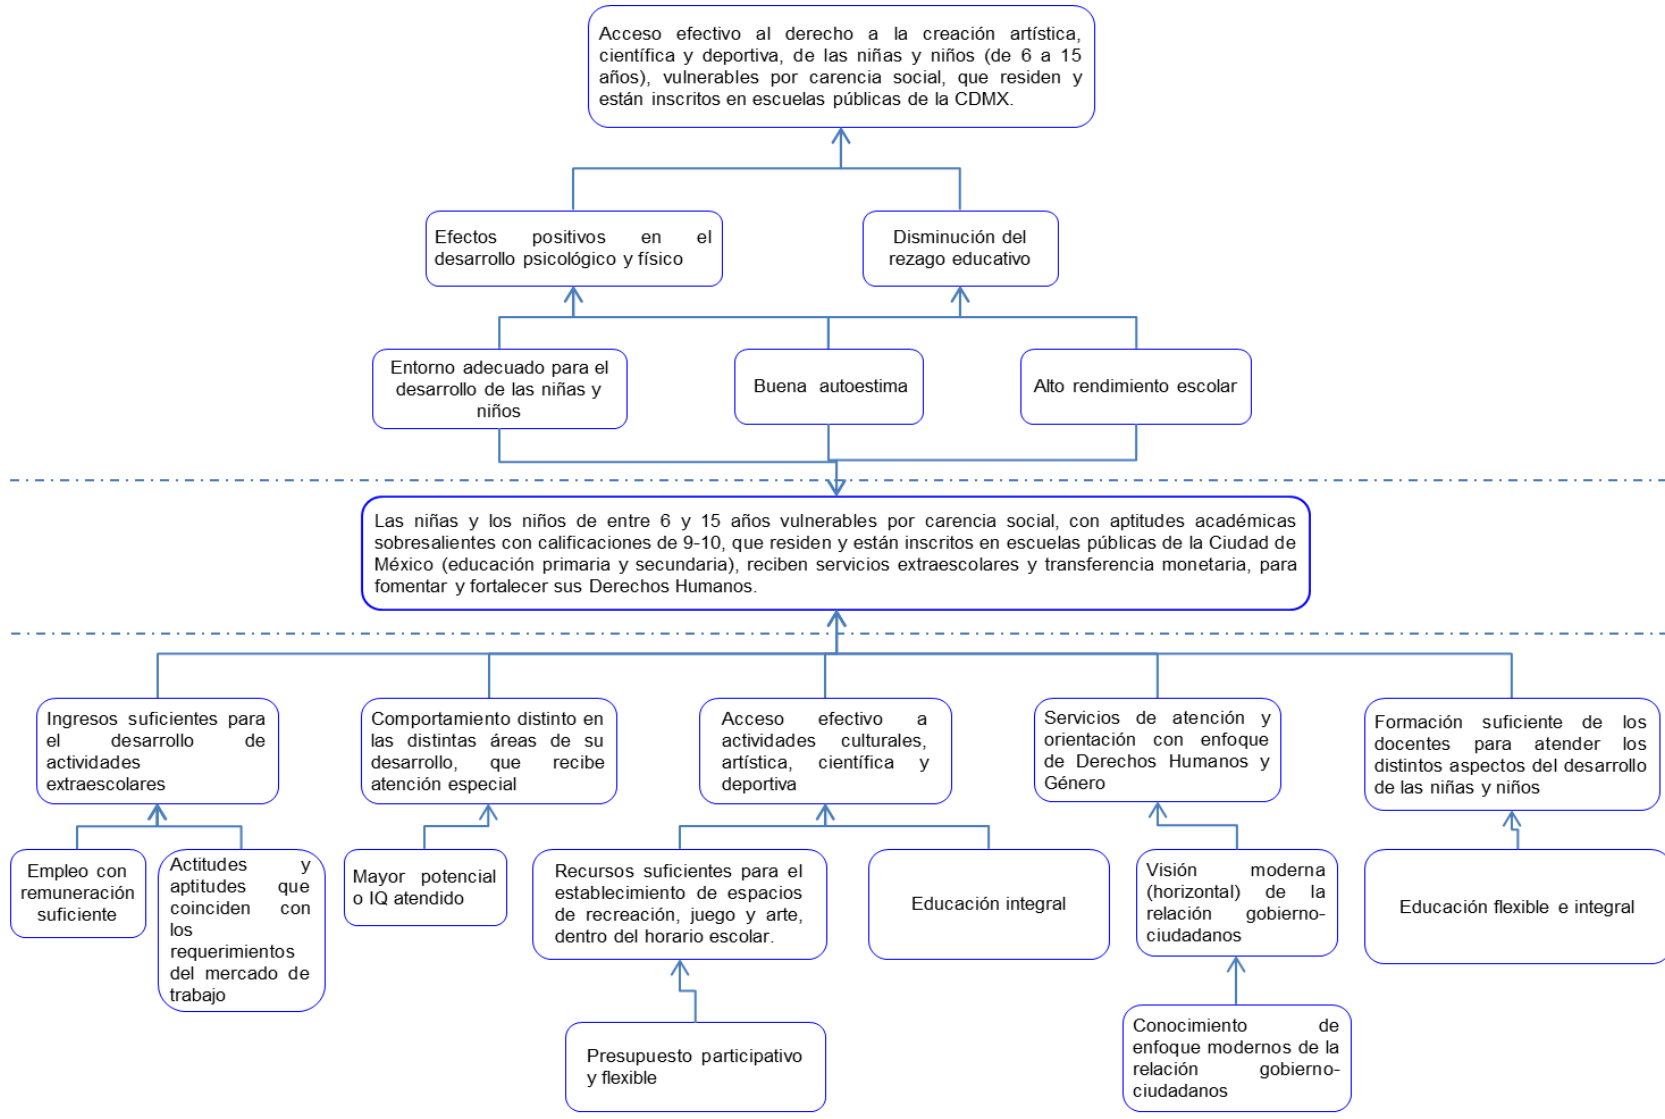 Acceso efectivo al derecho a la creación artística,
científica y deportiva, de las niñas y niños (de 6 a 15
años), vulnerables por carencia social, que residen y
están inscritos en escuelas públicas de la CDMX.
Efectos positivos en el
desarrollo psicológico y físico
Disminución del
rezago educativo
Entorno adecuado para el
desarrollo de las niñas y
niños
Buena autoestima
Alto rendimiento escolar
Las niñas y los niños de entre 6 y 15 años vulnerables por carencia social, con aptitudes académicas
sobresalientes con calificaciones de 9-10, que residen y están inscritos en escuelas públicas de la Ciudad de
México (educación primaria y secundaria), reciben servicios extraescolares y transferencia monetaria, para
fomentar y fortalecer sus Derechos Humanos.
Ingresos suficientes para
el desarrollo de
actividades
extraescolares
Comportamiento distinto en
las distintas áreas de su
desarrollo, que recibe
atención especial
Acceso efectivo a
actividades culturales,
artística, científica y
deportiva
Servicios de atención y
orientación con enfoque
de Derechos Humanos y
Género
Formación suficiente de los
docentes para atender los
distintos aspectos del desarrollo
de las niñas y niños
Empleo con
remuneración
suficiente
Actitudes y
aptitudes que
coinciden con
los
requerimientos
del mercado de
trabajo
Mayor potencial
o IQ atendido
Recursos suficientes para el
establecimiento de espacios
de recreación, juego y arte,
dentro del horario escolar.
Educación integral
Visión moderna
(horizontal) de la
relación gobierno-
ciudadanos
Educación flexible e integral
Presupuesto participativo
y flexible
Conocimiento de
enfoque modernos de la
relación gobierno-
ciudadanos